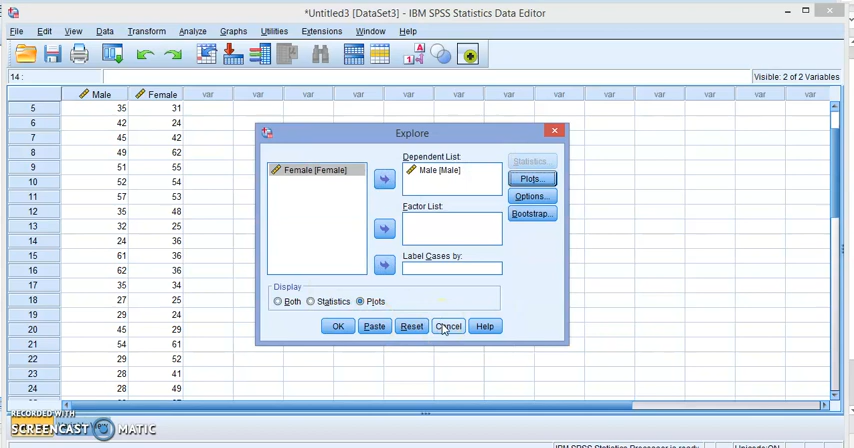 *Untitled3 [DataSet3] - IBM SPSS Statistics Data Editor
File Edit View Data Transform Analyze Graphs Utilities Extensions Window Help
14 : Visible: 2 of 2 Variables
Male Female var var var var var var var var var var var var var
5 35 31
6 42 24
7 45 42
8 49 62
9 51 55
10 52 54
11 57 53
12 35 48
13 32 25
14 24 36
15 61 36
16 62 36
17 35 34
18 27 25
19 29 24
20 45 29
21 54 61
22 29 52
23 28 41
24 28 49
Explore
Female [Female]
Dependent List:
Male [Male]
Factor List:
Label Cases by:
Statistics...
Plots...
Options...
Bootstrap...
Display
Both Statistics Plots
OK Paste Reset Cancel Help
RECORDED WITH
SCREENCAST MATIC
IBM SPSS Statistics Processor is ready Unicode:ON